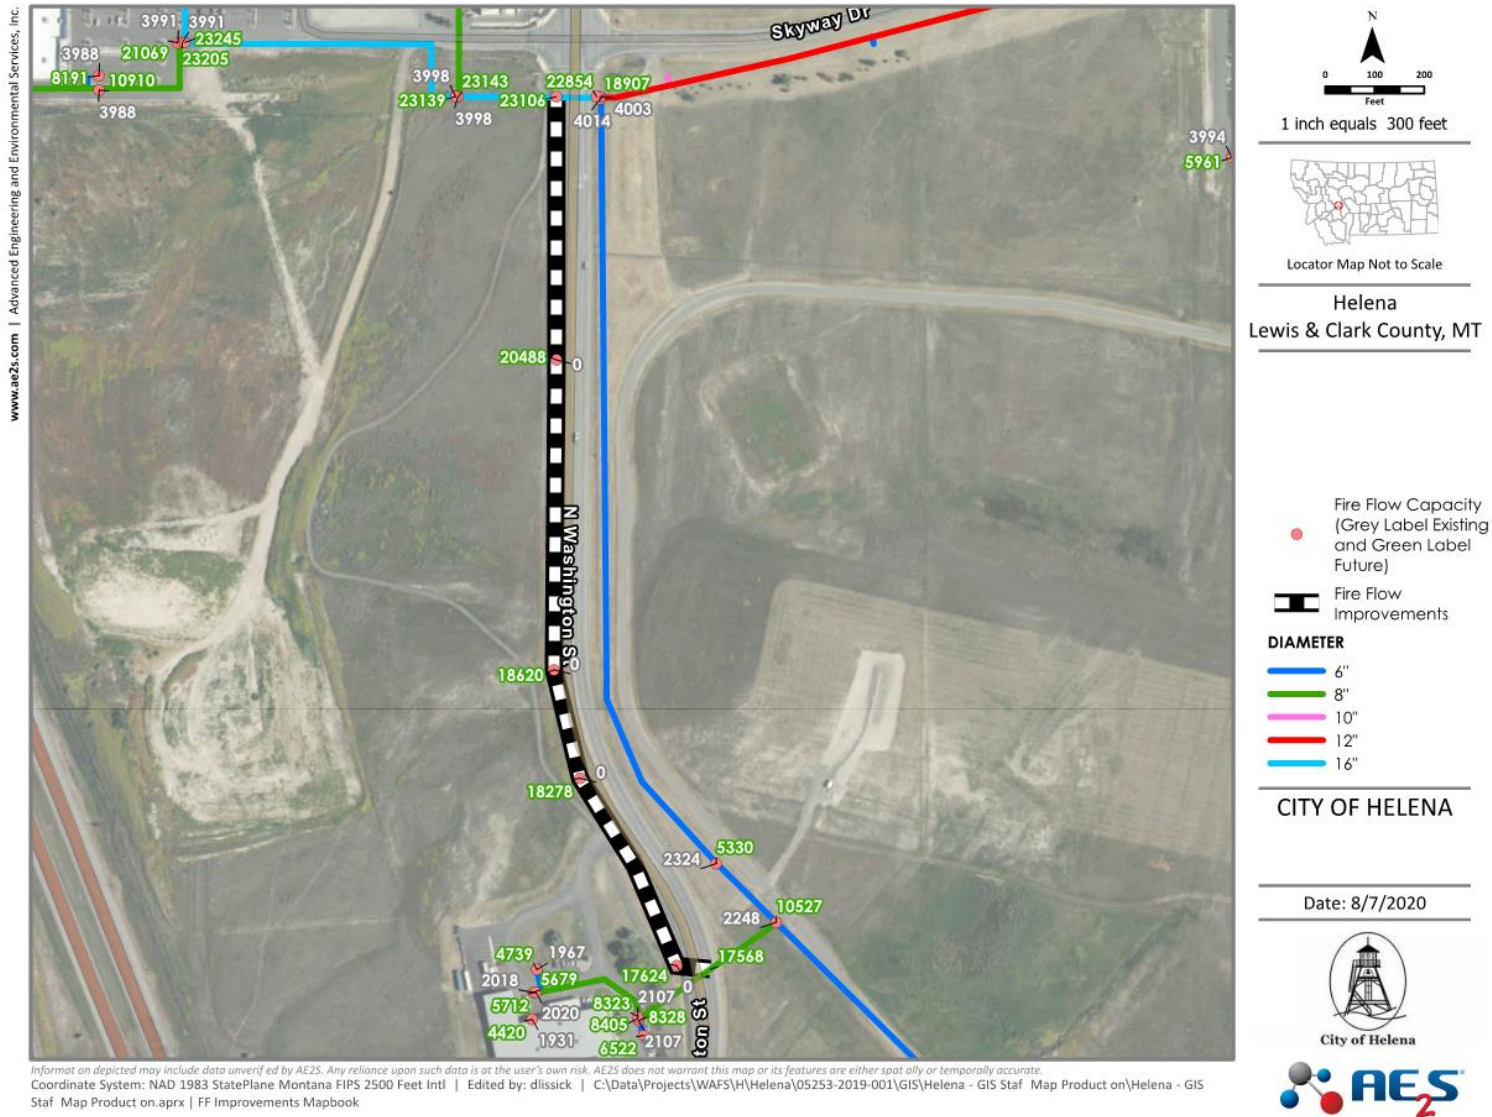 www.ae2s.com | Advanced Engineering and Environmental Services, Inc.
Skyway Dr
3991 3991
21069 23245
23205
3988
8191 10910
3988
3998 23143
23139
3998
22854 18907
23106
4014 4003
3994
5961
20488 0
N Washington St
0
18620
0
18278
5330
2324
10527
2248
17568
17624
0
4739 1967
2018 5679
5712 2020
4420 1931
2107
8323
8405 8328
6522 2107
ton St
N
0 100 200
Feet
1 inch equals 300 feet
Locator Map Not to Scale
Helena
Lewis & Clark County, MT
Fire Flow Capacity
(Grey Label Existing
and Green Label
Future)
Fire Flow
Improvements
DIAMETER
6"
8"
10"
12"
16"
CITY OF HELENA
Date: 8/7/2020
City of Helena
AE2S
Informat on depicted may include data unverif ed by AE2S. Any reliance upon such data is at the user's own risk. AE2S does not warrant this map or its features are either spat ally or temporally accurate.
Coordinate System: NAD 1983 StatePlane Montana FIPS 2500 Feet Intl | Edited by: dlissick | C:\Data\Projects\WAFS\H\Helena\05253-2019-001\GIS\Helena - GIS Staf Map Product on\Helena - GIS
Staf Map Product on.aprx | FF Improvements Mapbook